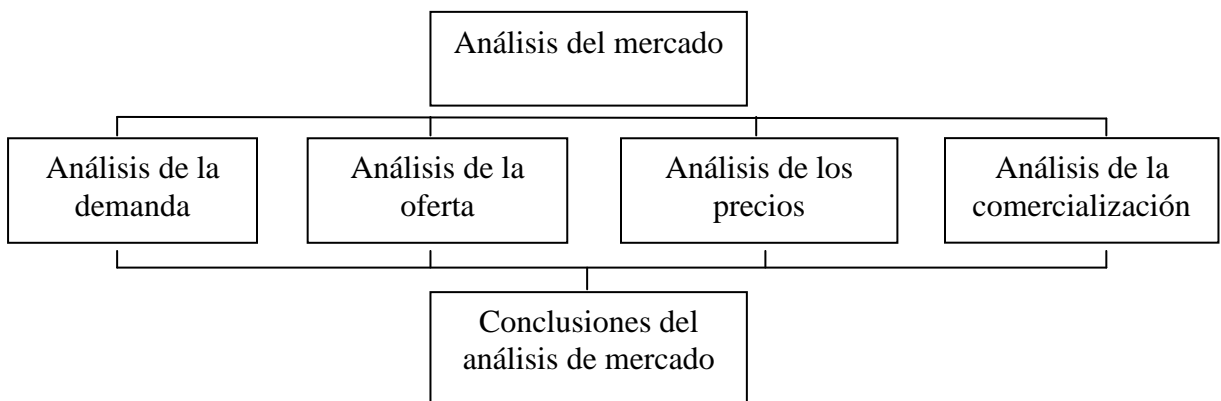 Análisis del mercado
Análisis de la
demanda
Análisis de la
oferta
Análisis de los
precios
Análisis de la
comercialización
Conclusiones del
análisis de mercado